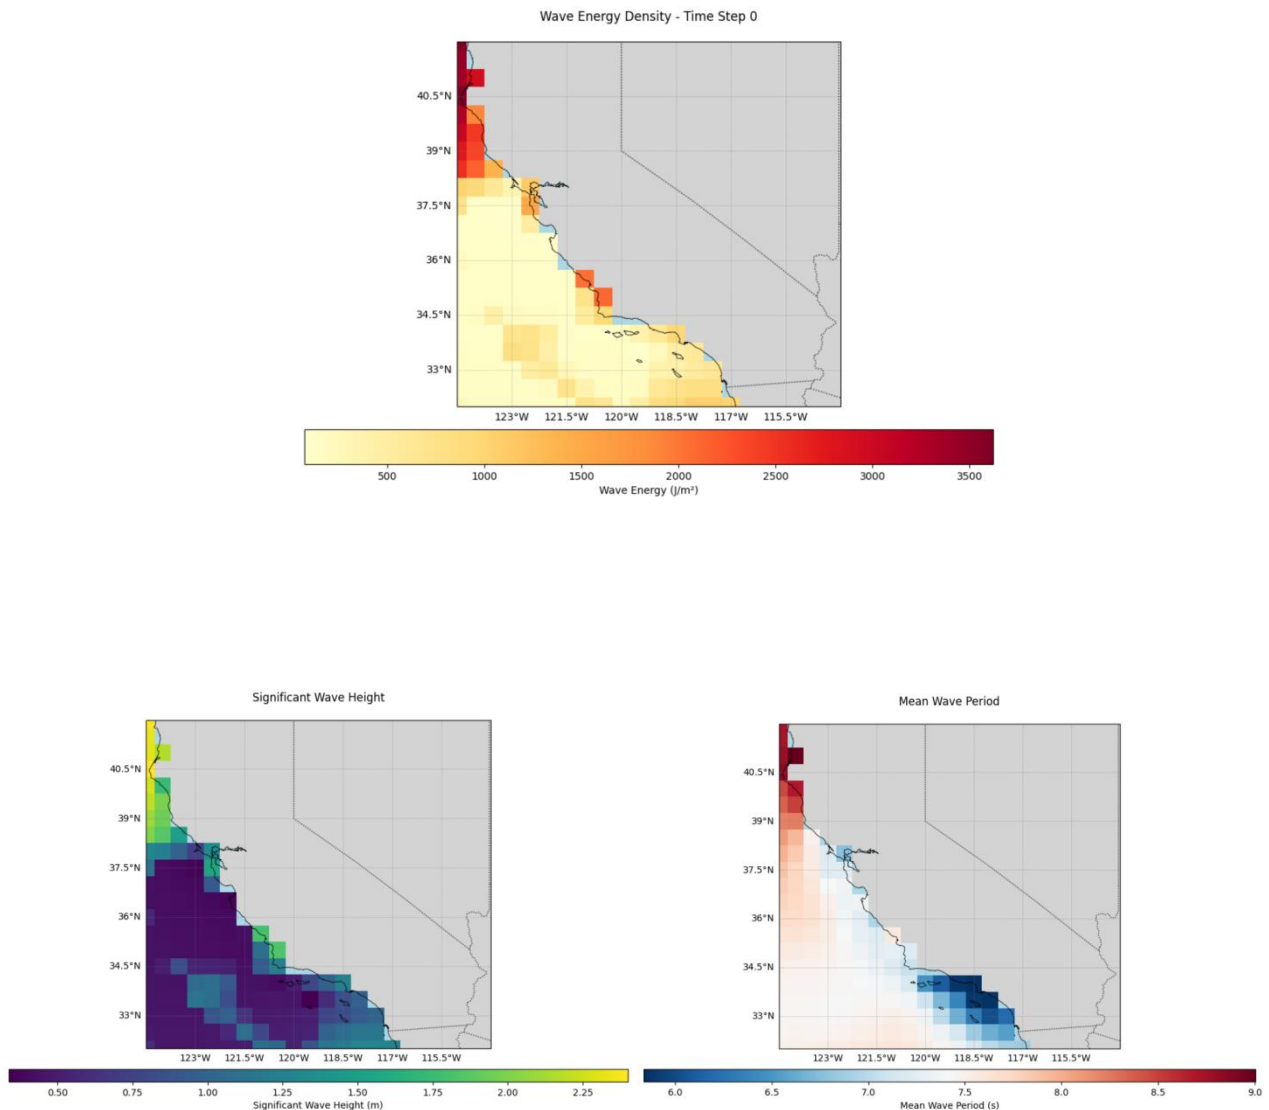 Wave Energy Density - Time Step 0
40.5°N
39°N
37.5°N
36°N
34.5°N
33°N
123°W 121.5°W 120°W 118.5°W 117°W 115.5°W
500 1000 1500 2000 2500 3000 3500
Wave Energy (J/m²)
Significant Wave Height
40.5°N
39°N
37.5°N
36°N
34.5°N
33°N
123°W 121.5°W 120°W 118.5°W 117°W 115.5°W
0.50 0.75 1.00 1.25 1.50 1.75 2.00 2.25
Significant Wave Height (m)
Mean Wave Period
40.5°N
39°N
37.5°N
36°N
34.5°N
33°N
123°W 121.5°W 120°W 118.5°W 117°W 115.5°W
6.0 6.5 7.0 7.5 8.0 8.5 9.0
Mean Wave Period (s)